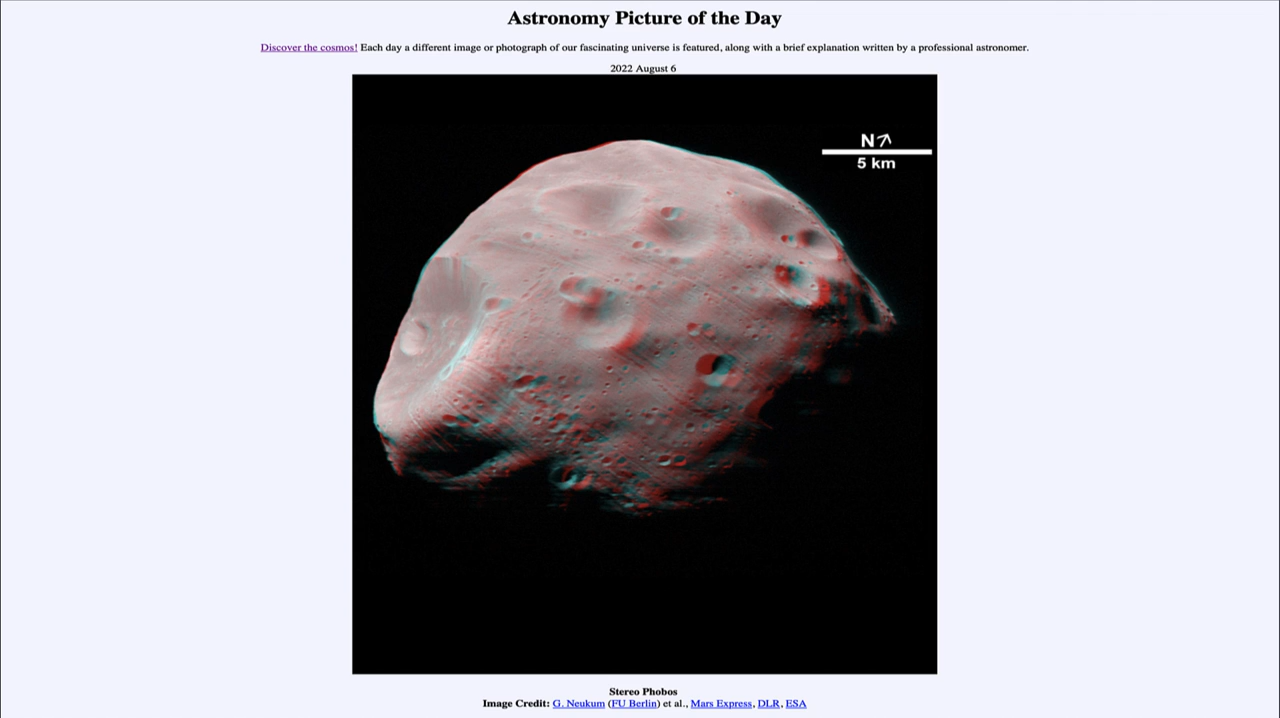 Astronomy Picture of the Day
Discover the cosmos! Each day a different image or photograph of our fascinating universe is featured, along with a brief explanation written by a professional astronomer.
2022 August 6
N↗
5 km
Stereo Phobos
Image Credit: G. Neukum (FU Berlin) et al., Mars Express, DLR, ESA